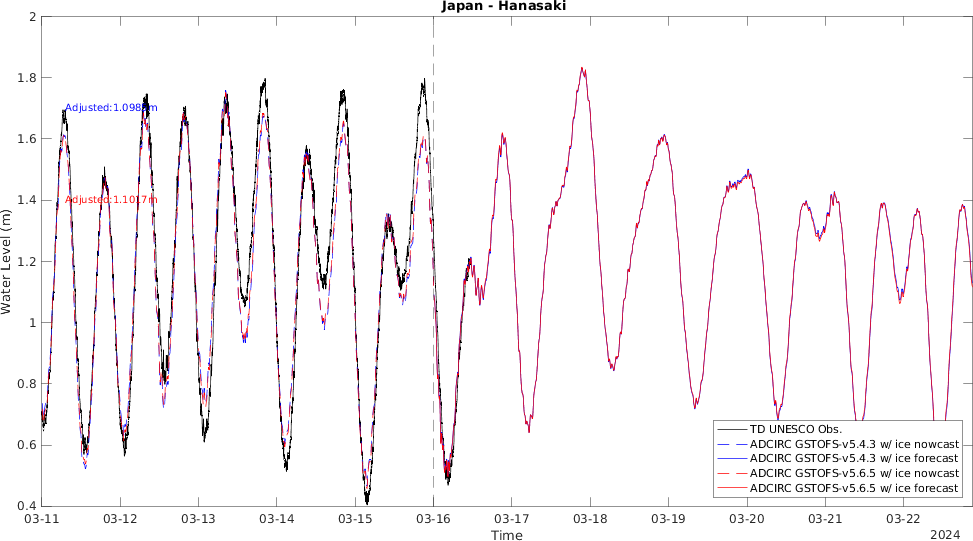 Japan - Hanasaki
2
1.8
1.6
1.4
1.2
1
0.8
0.6
0.4
Water Level (m)
Adjusted:1.098 m
Adjusted:1.1017m
TD UNESCO Obs.
ADCIRC GSTOFS-v5.4.3 w/ ice nowcast
ADCIRC GSTOFS-v5.4.3 w/ ice forecast
ADCIRC GSTOFS-v5.6.5 w/ ice nowcast
ADCIRC GSTOFS-v5.6.5 w/ ice forecast
03-11 03-12 03-13 03-14 03-15 03-16 03-17 03-18 03-19 03-20 03-21 03-22
Time
2024